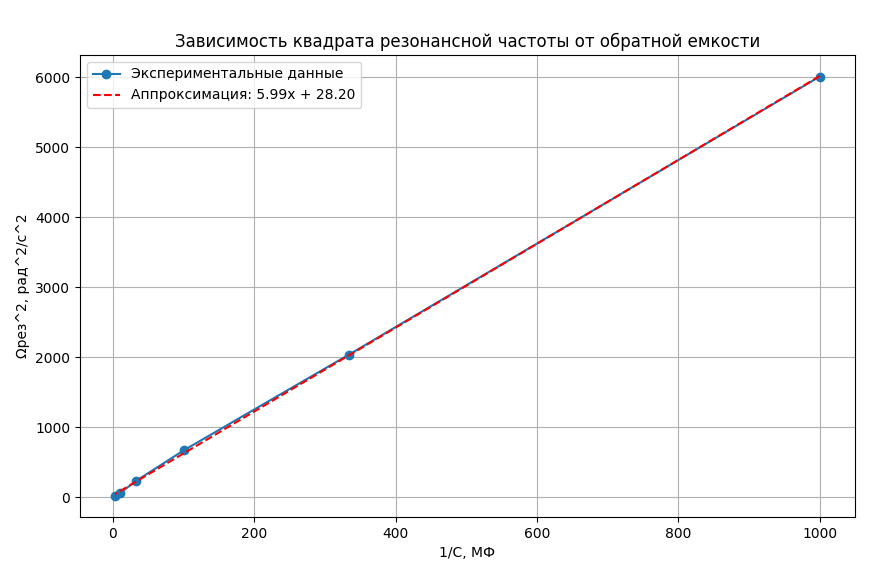 Зависимость квадрата резонансной частоты от обратной емкости
Экспериментальные данные
Аппроксимация: 5.99x + 28.20
6000
5000
4000
3000
2000
1000
0
Ωрез^2, рад^2/с^2
0 200 400 600 800 1000
1/С, МФ